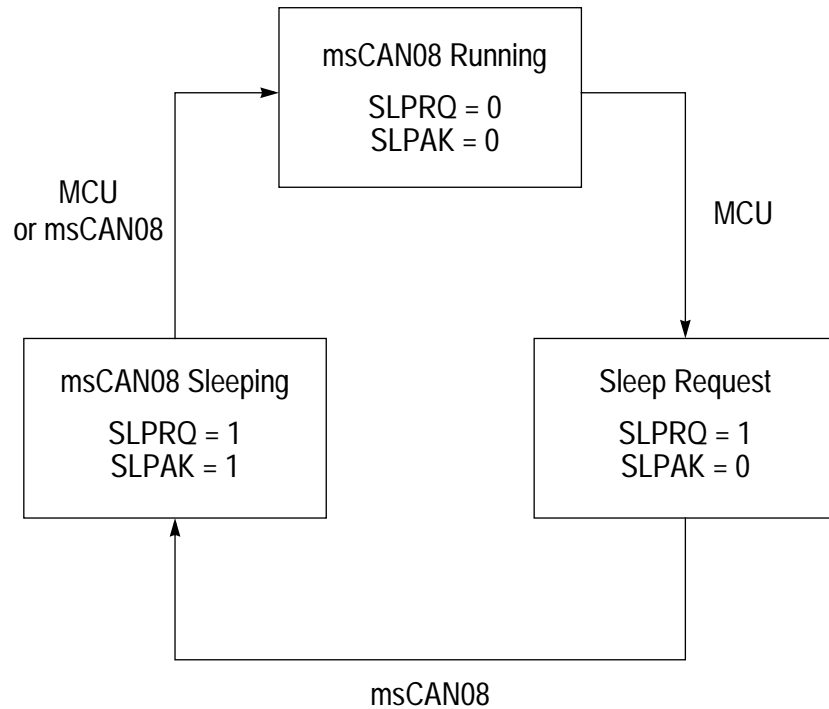 msCAN08 Running
SLPRQ = 0
SLPAK = 0
MCU
or msCAN08
MCU
msCAN08 Sleeping
SLPRQ = 1
SLPAK = 1
Sleep Request
SLPRQ = 1
SLPAK = 0
msCAN08